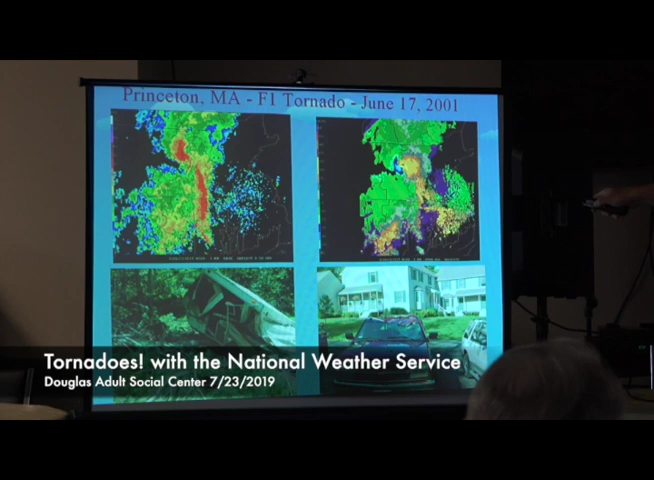 Princeton, MA - F1 Tornado - June 17, 2001
Tornadoes! with the National Weather Service
Douglas Adult Social Center 7/23/2019